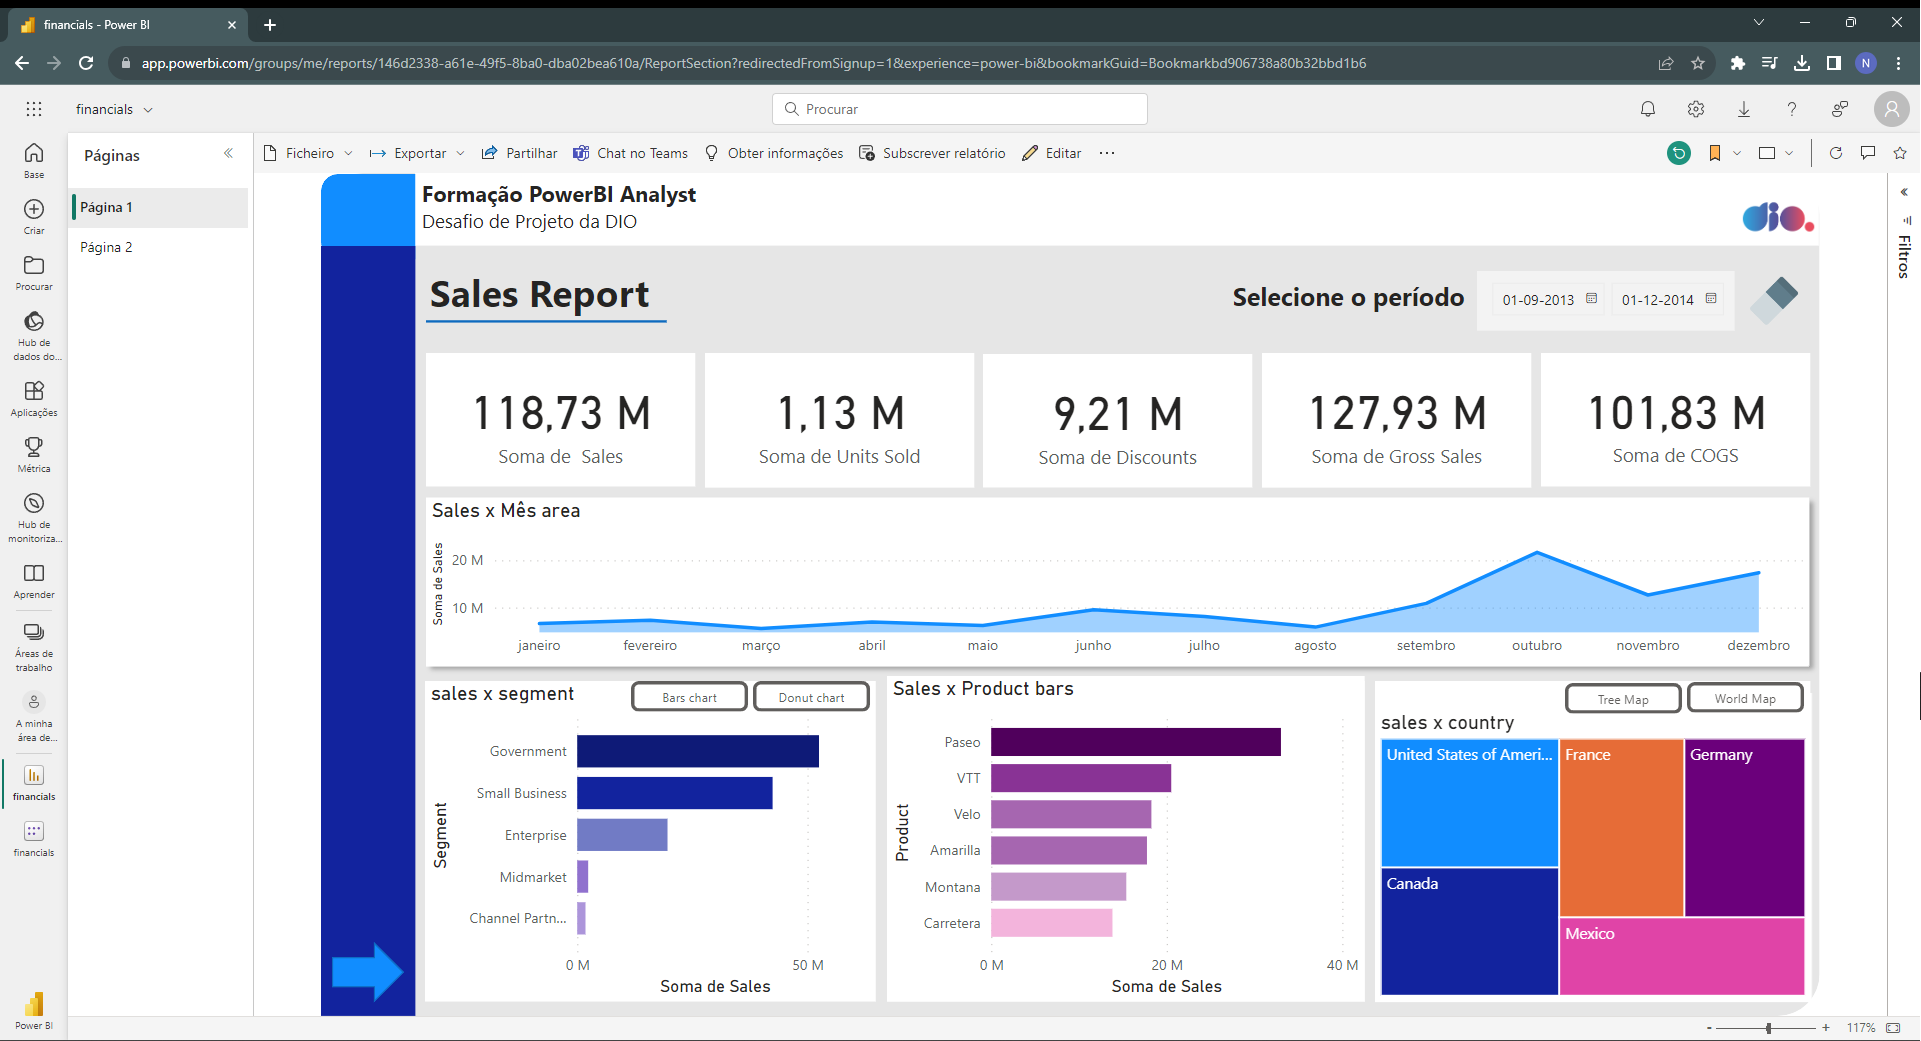 financials - Power BI
app.powerbi.com/groups/me/reports/146d2338-a61e-49f5-8ba0-dba02bea610a/ReportSection?redirectedFromSignup=1&experience=power-bi&bookmarkGuid=Bookmarkbd906738a80b32bbd1b6
N
financials
Procurar
Base
Criar
Procurar
Hub de
dados do...
Aplicações
Métrica
Hub de
monitoriza...
Aprender
Áreas de
trabalho
A minha
área de...
financials
financials
Power BI
Páginas
Página 1
Página 2
Ficheiro
Exportar
Partilhar
Chat no Teams
Obter informações
Subscrever relatório
Editar
Filtros
Formação PowerBI Analyst
Desafio de Projeto da DIO
dio.
Sales Report
Selecione o período
01-09-2013
01-12-2014
118,73 M
Soma de Sales
1,13 M
Soma de Units Sold
9,21 M
Soma de Discounts
127,93 M
Soma de Gross Sales
101,83 M
Soma de COGS
Sales x Mês area
Soma de Sales
20 M
10 M
janeiro fevereiro março abril maio junho julho agosto setembro outubro novembro dezembro
sales x segment
Bars chart
Donut chart
Segment
Government
Small Business
Enterprise
Midmarket
Channel Partn...
0 M 50 M
Soma de Sales
Sales x Product bars
Product
Paseo
VTT
Velo
Amarilla
Montana
Carretera
0 M 20 M 40 M
Soma de Sales
Tree Map
World Map
sales x country
United States of Ameri...
France
Germany
Canada
Mexico
117%